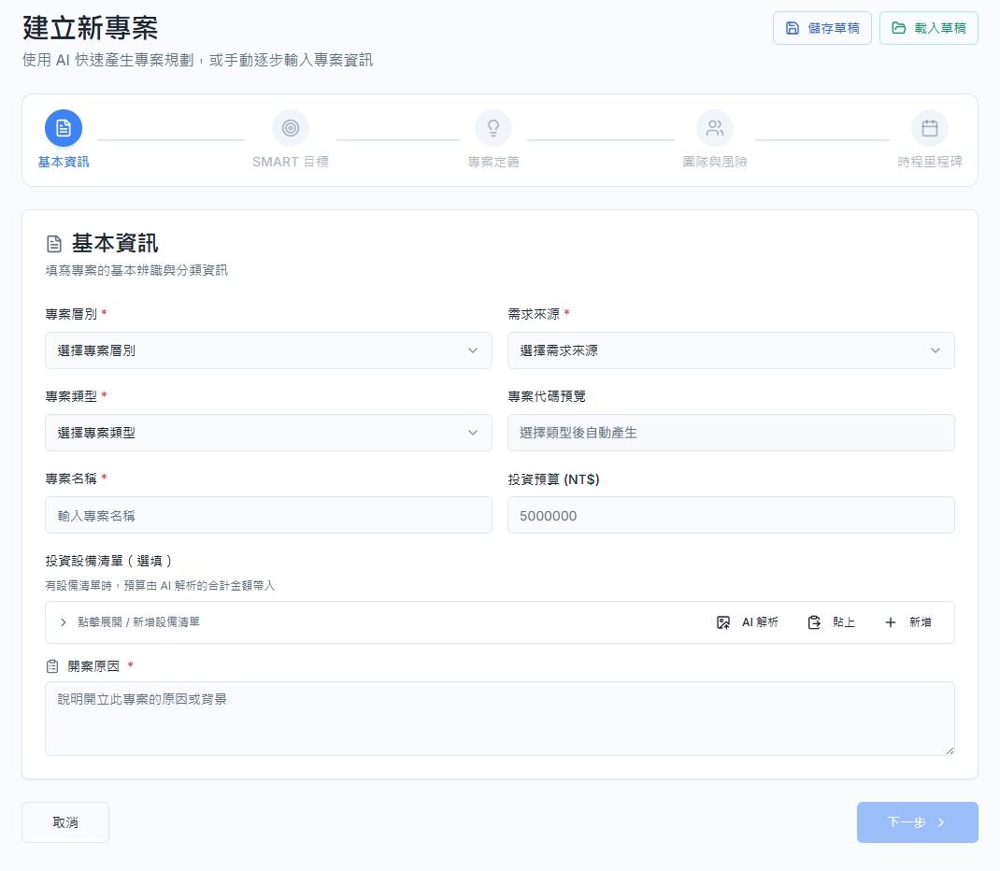 建立新專案
儲存草稿
載入草稿
使用 AI 快速產生專案規劃，或手動逐步輸入專案資訊
基本資訊
SMART 目標
專案定義
團隊與風險
時程里程碑
基本資訊
填寫專案的基本辨識與分類資訊
專案層別 *
需求來源 *
選擇專案層別
選擇需求來源
專案類型 *
專案代碼預覽
選擇專案類型
選擇類型後自動產生
專案名稱 *
投資預算 (NT$)
輸入專案名稱
5000000
投資設備清單 ( 選填 )
有設備清單時，預算由 AI 解析的合計金額帶入
點擊展開 / 新增設備清單
AI 解析
貼上
新增
開案原因 *
說明開立此專案的原因或背景
取消
下一步